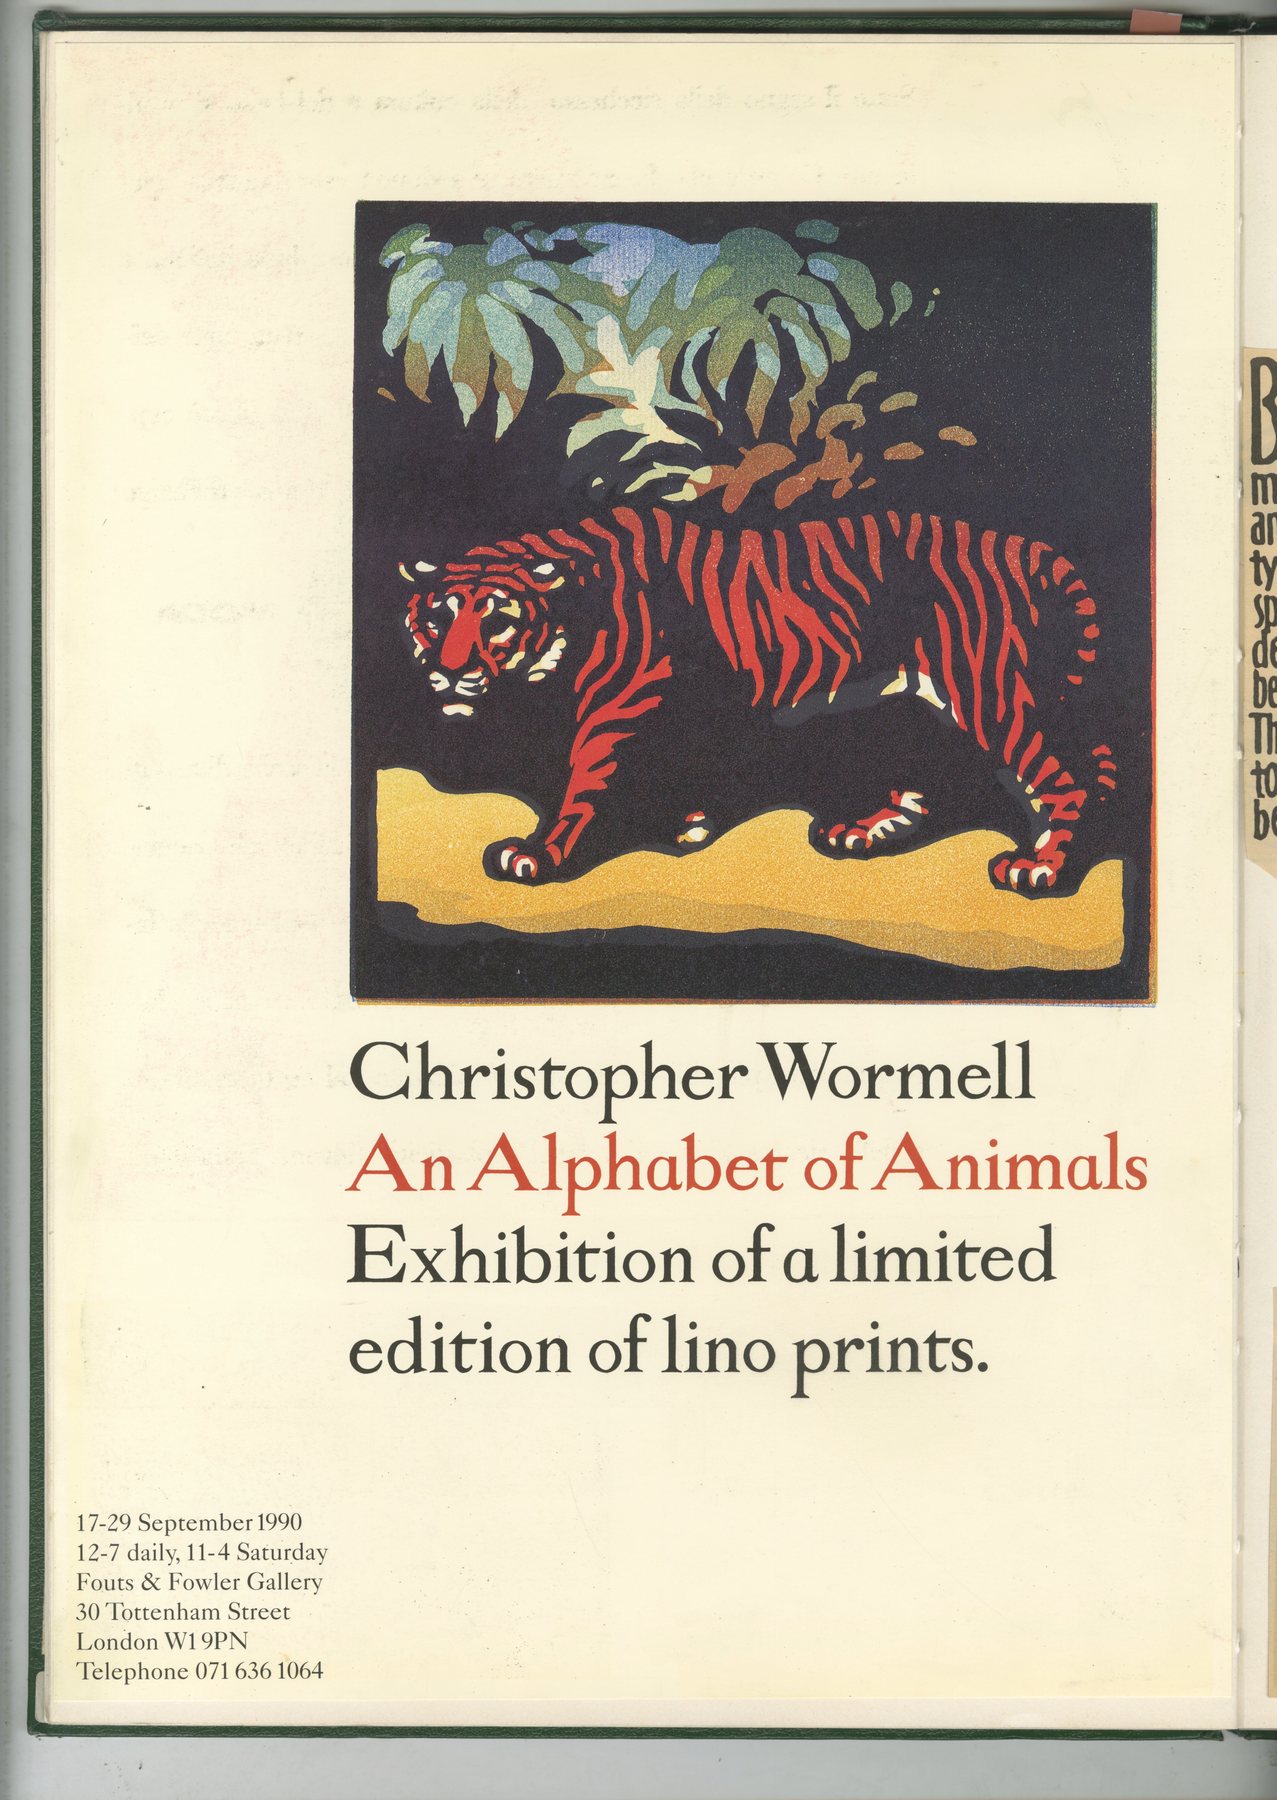 Christopher Wormell
An Alphabet of Animals
Exhibition of a limited
edition of lino prints.
17-29 September 1990
12-7 daily, 11-4 Saturday
Fouts & Fowler Gallery
30 Tottenham Street
London W1 9PN
Telephone 071 636 1064